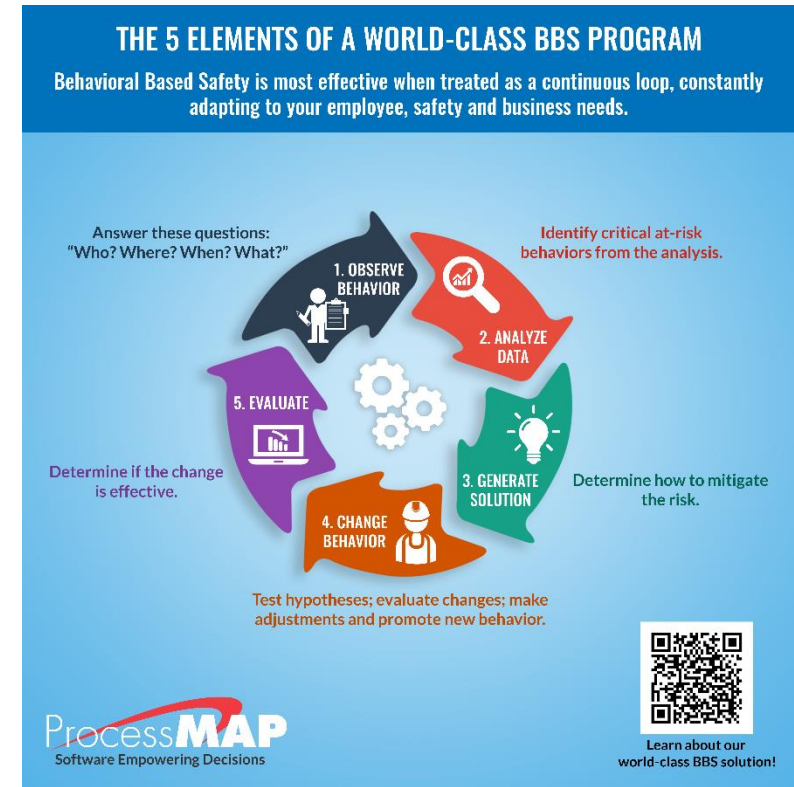 THE 5 ELEMENTS OF A WORLD-CLASS BBS PROGRAM
Behavioral Based Safety is most effective when treated as a continuous loop, constantly
adapting to your employee, safety and business needs.
Answer these questions:
“Who? Where? When? What?”
1. OBSERVE
BEHAVIOR
Identify critical at-risk
behaviors from the analysis.
2. ANALYZE
DATA
3. GENERATE
SOLUTION
Determine how to mitigate
the risk.
4. CHANGE
BEHAVIOR
Test hypotheses; evaluate changes; make
adjustments and promote new behavior.
5. EVALUATE
Determine if the change
is effective.
ProcessMAP
Software Empowering Decisions
Learn about our
world-class BBS solution!